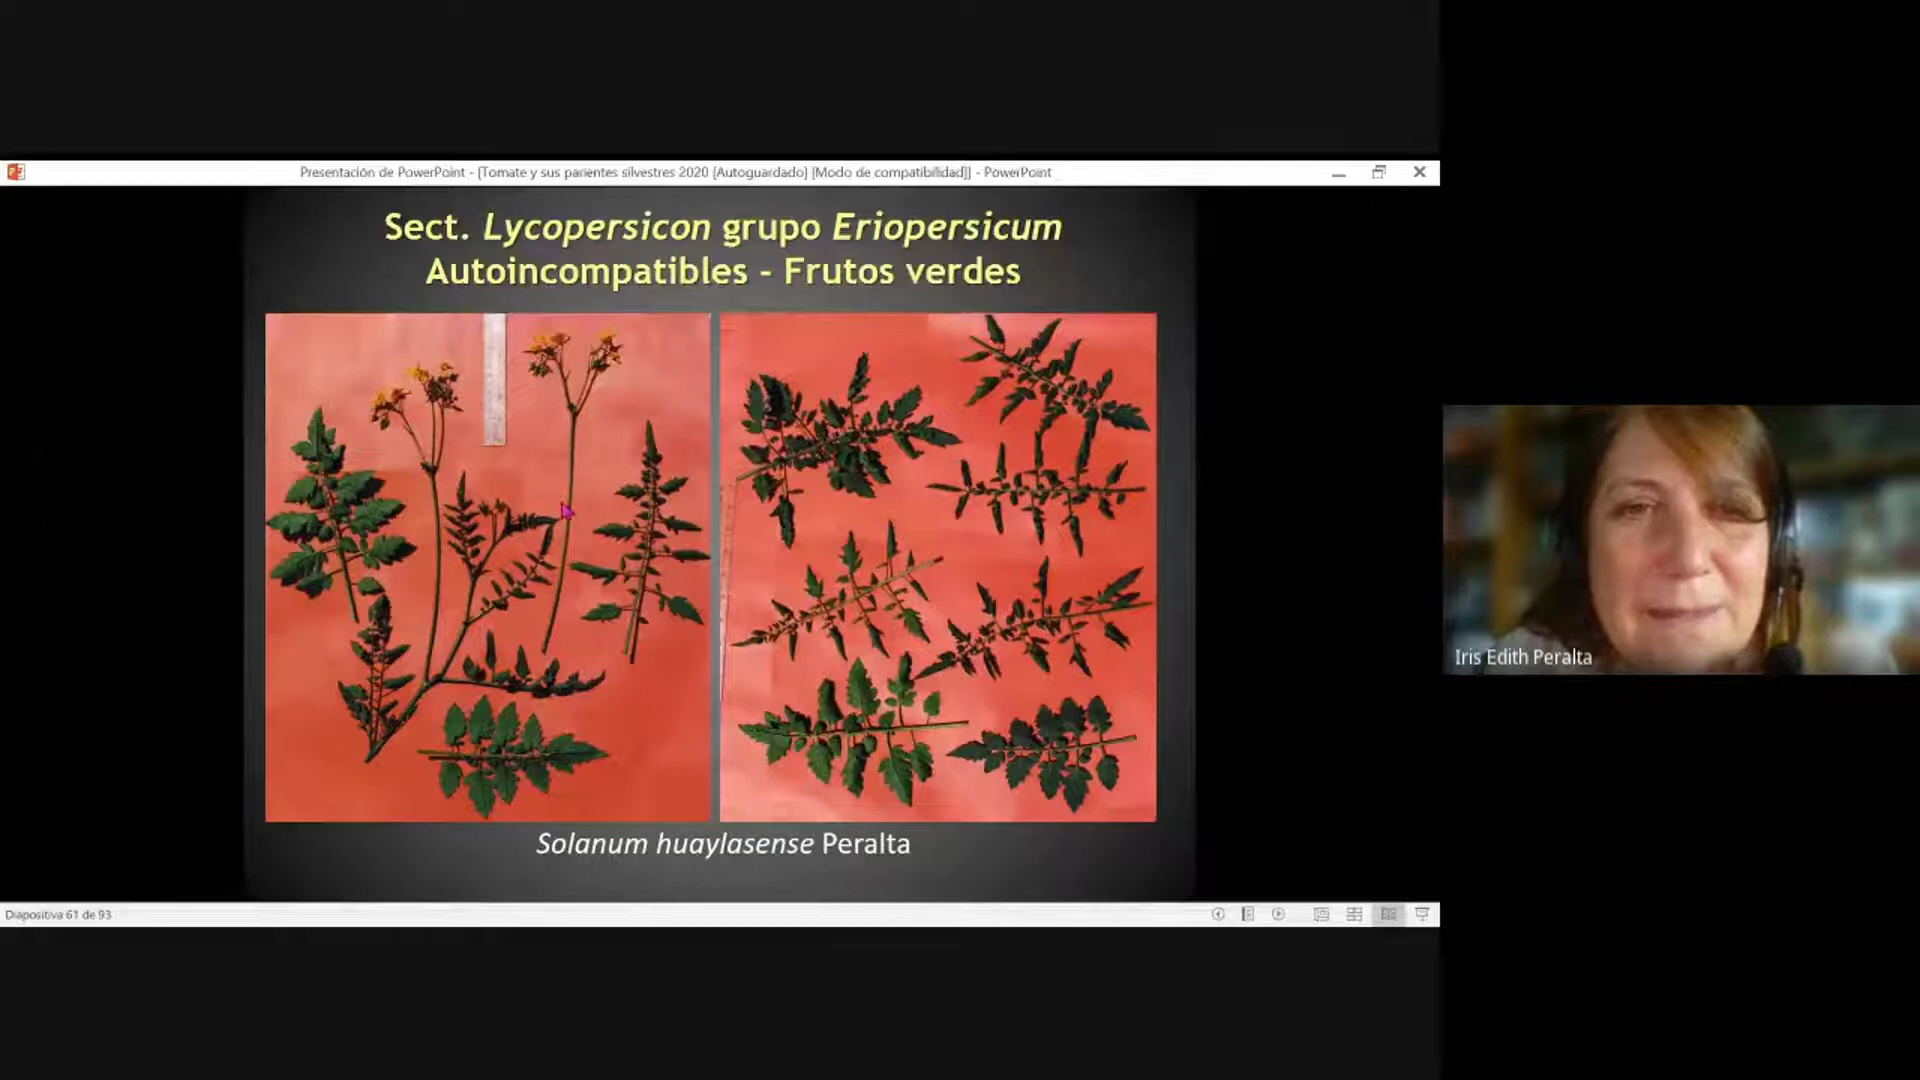 Presentación de PowerPoint - [Tomate y sus parientes silvestres 2020 [Autoguardado] [Modo de compatibilidad]] - PowerPoint
Sect. Lycopersicon grupo Eriopersicum
Autoincompatibles - Frutos verdes
Solanum huaylasense Peralta
Iris Edith Peralta
Diapositiva 61 de 93